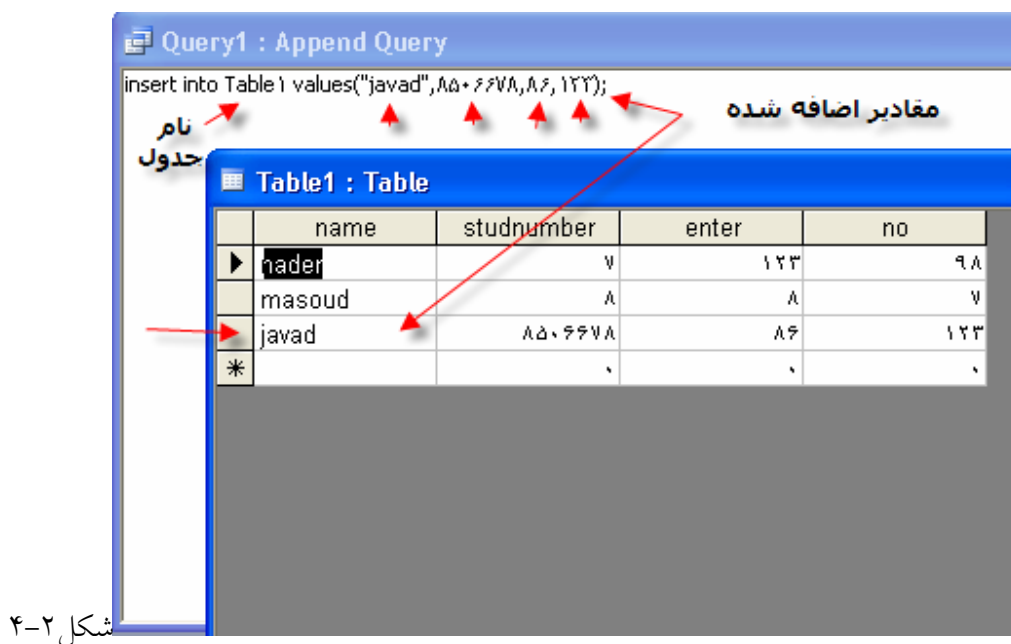 Query1 : Append Query
insert into Table۱ values("javad",۸۵۰۶۶۷۸,۸۶,۱۲۳);
مقادیر اضافه شده
نام
جدول
Table1 : Table
name studnumber enter no
nader ۷ ۱۲۳ ۹۸
masoud ۸ ۸ ۷
javad ۸۵۰۶۶۷۸ ۸۶ ۱۲۳
۰ ۰ ۰
شکل ۲-۴